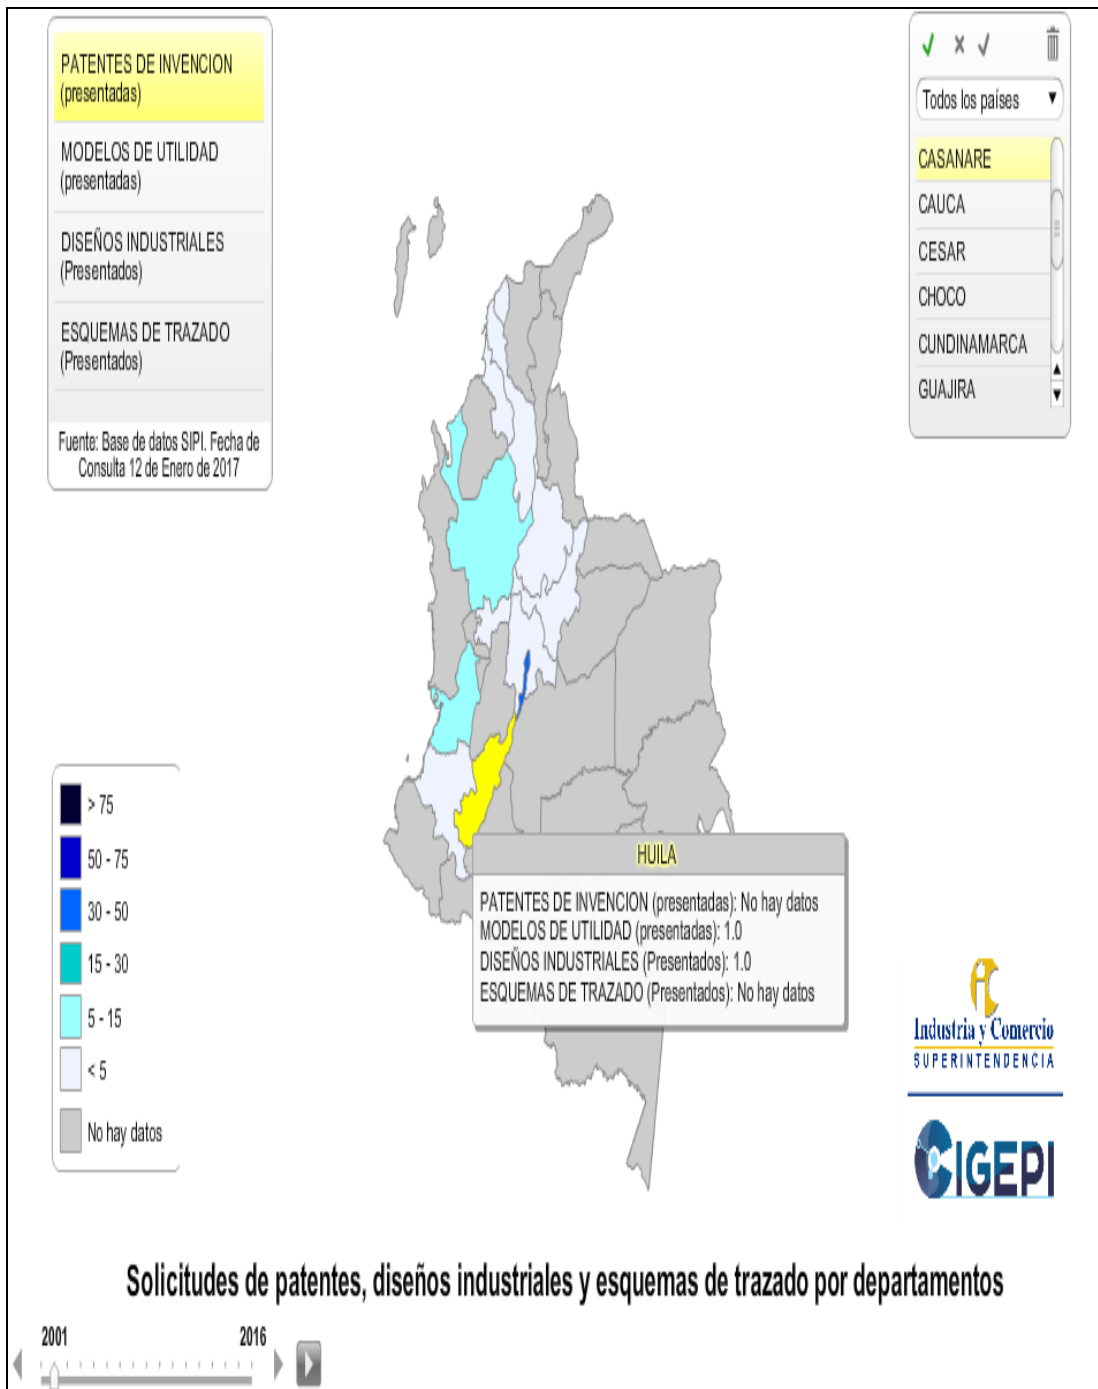 PATENTES DE INVENCION
(presentadas)
MODELOS DE UTILIDAD
(presentadas)
DISEÑOS INDUSTRIALES
(Presentados)
ESQUEMAS DE TRAZADO
(Presentados)
Fuente: Base de datos SIPI. Fecha de
Consulta 12 de Enero de 2017
Todos los países
CASANARE
CAUCA
CESAR
CHOCO
CUNDINAMARCA
GUAJIRA
> 75
50 - 75
30 - 50
15 - 30
5 - 15
< 5
No hay datos
HUILA
PATENTES DE INVENCION (presentadas): No hay datos
MODELOS DE UTILIDAD (presentadas): 1.0
DISEÑOS INDUSTRIALES (Presentados): 1.0
ESQUEMAS DE TRAZADO (Presentados): No hay datos
Industria y Comercio
SUPERINTENDENCIA
CIGEPI
Solicitudes de patentes, diseños industriales y esquemas de trazado por departamentos
2001
2016